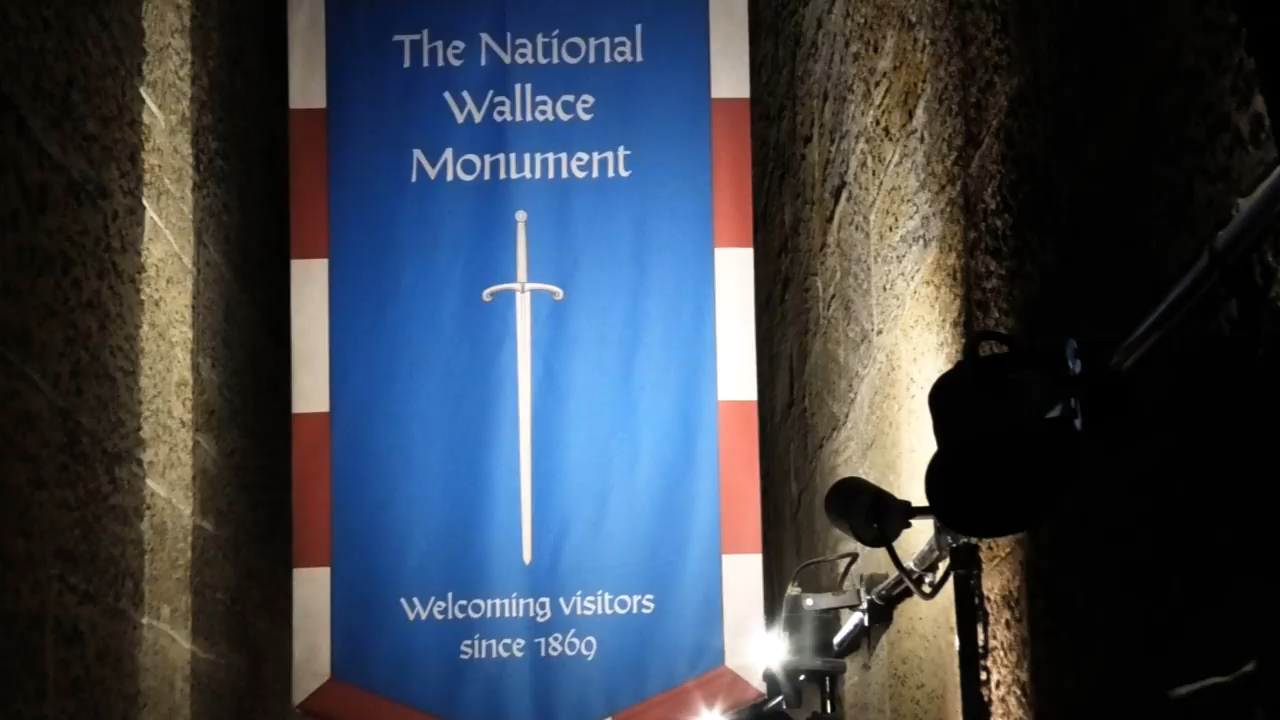 The National
Wallace
Monument
Welcoming visitors
since 1869